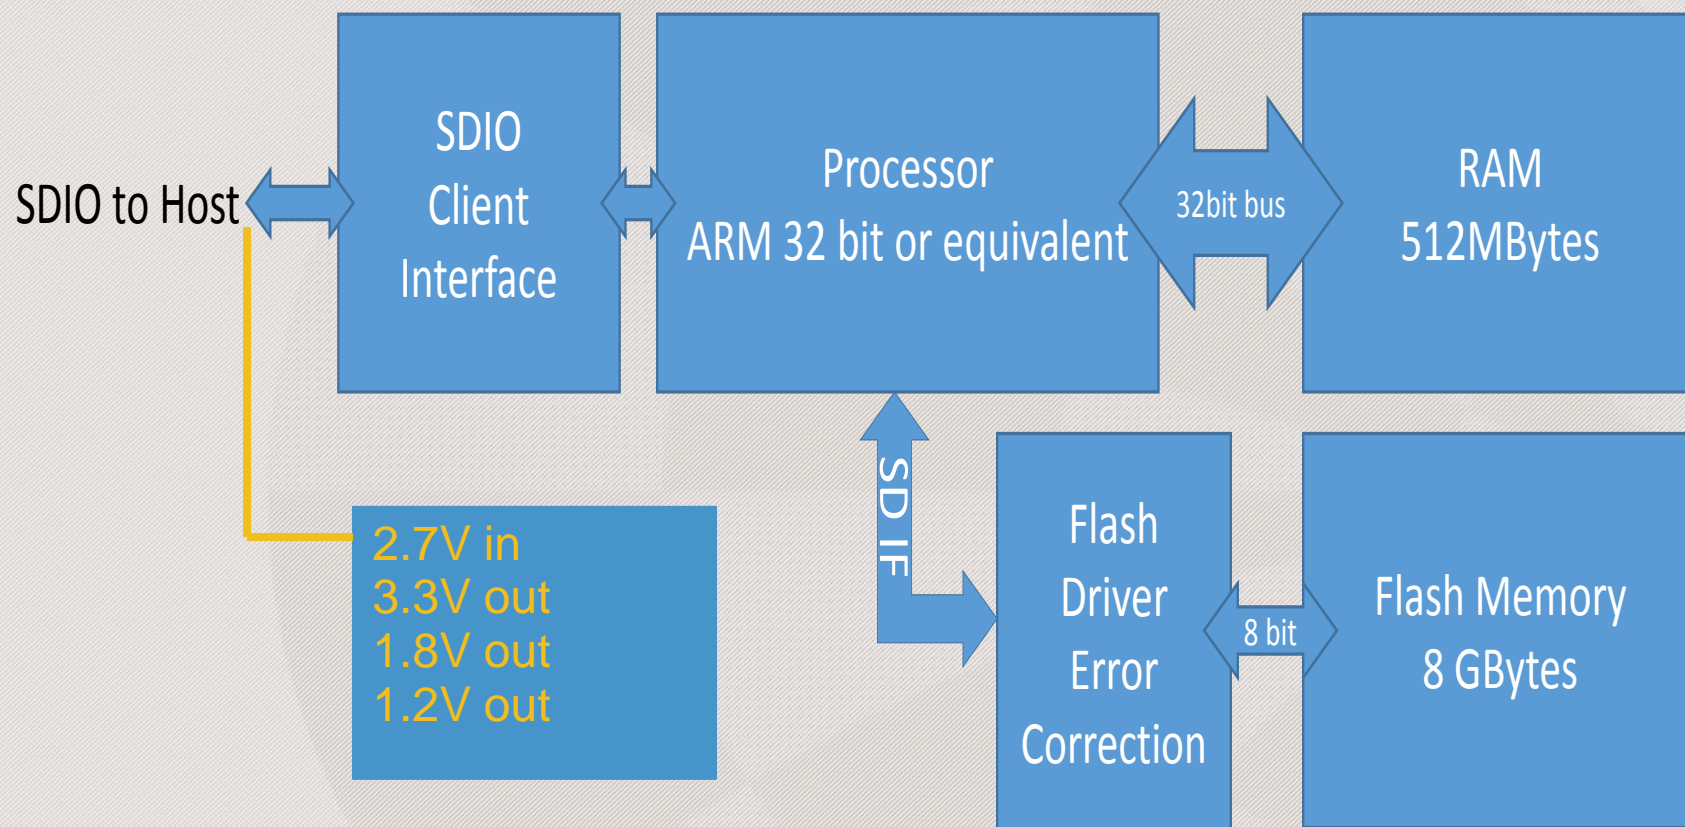 SDIO to Host
SDIO
Client
Interface
Processor
ARM 32 bit or equivalent
32bit bus
RAM
512MBytes
SD IF
2.7V in
3.3V out
1.8V out
1.2V out
Flash
Driver
Error
Correction
8 bit
Flash Memory
8 GBytes